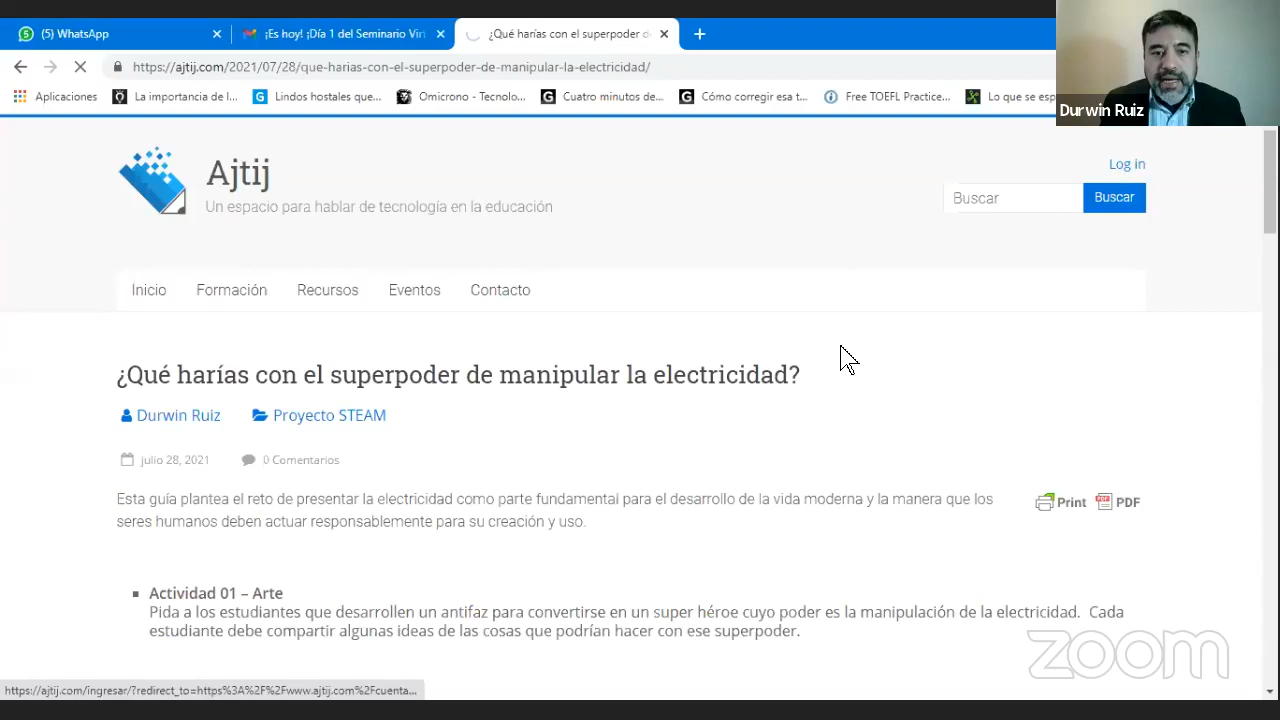 (5) WhatsApp
¡Es hoy! ¡Día 1 del Seminario Virt
¿Qué harías con el superpoder d
https://ajtij.com/2021/07/28/que-harias-con-el-superpoder-de-manipular-la-electricidad/
Aplicaciones
La importancia de l...
Lindos hostales que...
Omicrono - Tecnolo...
Cuatro minutos de...
Cómo corregir esa t...
Free TOEFL Practice...
Lo que se esp
Durwin Ruiz
Ajtij
Un espacio para hablar de tecnología en la educación
Log in
Buscar
Buscar
Inicio
Formación
Recursos
Eventos
Contacto
¿Qué harías con el superpoder de manipular la electricidad?
Durwin Ruiz
Proyecto STEAM
julio 28, 2021
0 Comentarios
Esta guía plantea el reto de presentar la electricidad como parte fundamental para el desarrollo de la vida moderna y la manera que los
seres humanos deben actuar responsablemente para su creación y uso.
Print
PDF
Actividad 01 – Arte
Pida a los estudiantes que desarrollen un antifaz para convertirse en un super héroe cuyo poder es la manipulación de la electricidad. Cada
estudiante debe compartir algunas ideas de las cosas que podrían hacer con ese superpoder.
zoom
https://ajtij.com/ingresar/?redirect_to=https%3A%2F%2Fwww.ajtij.com%2Fcuenta...